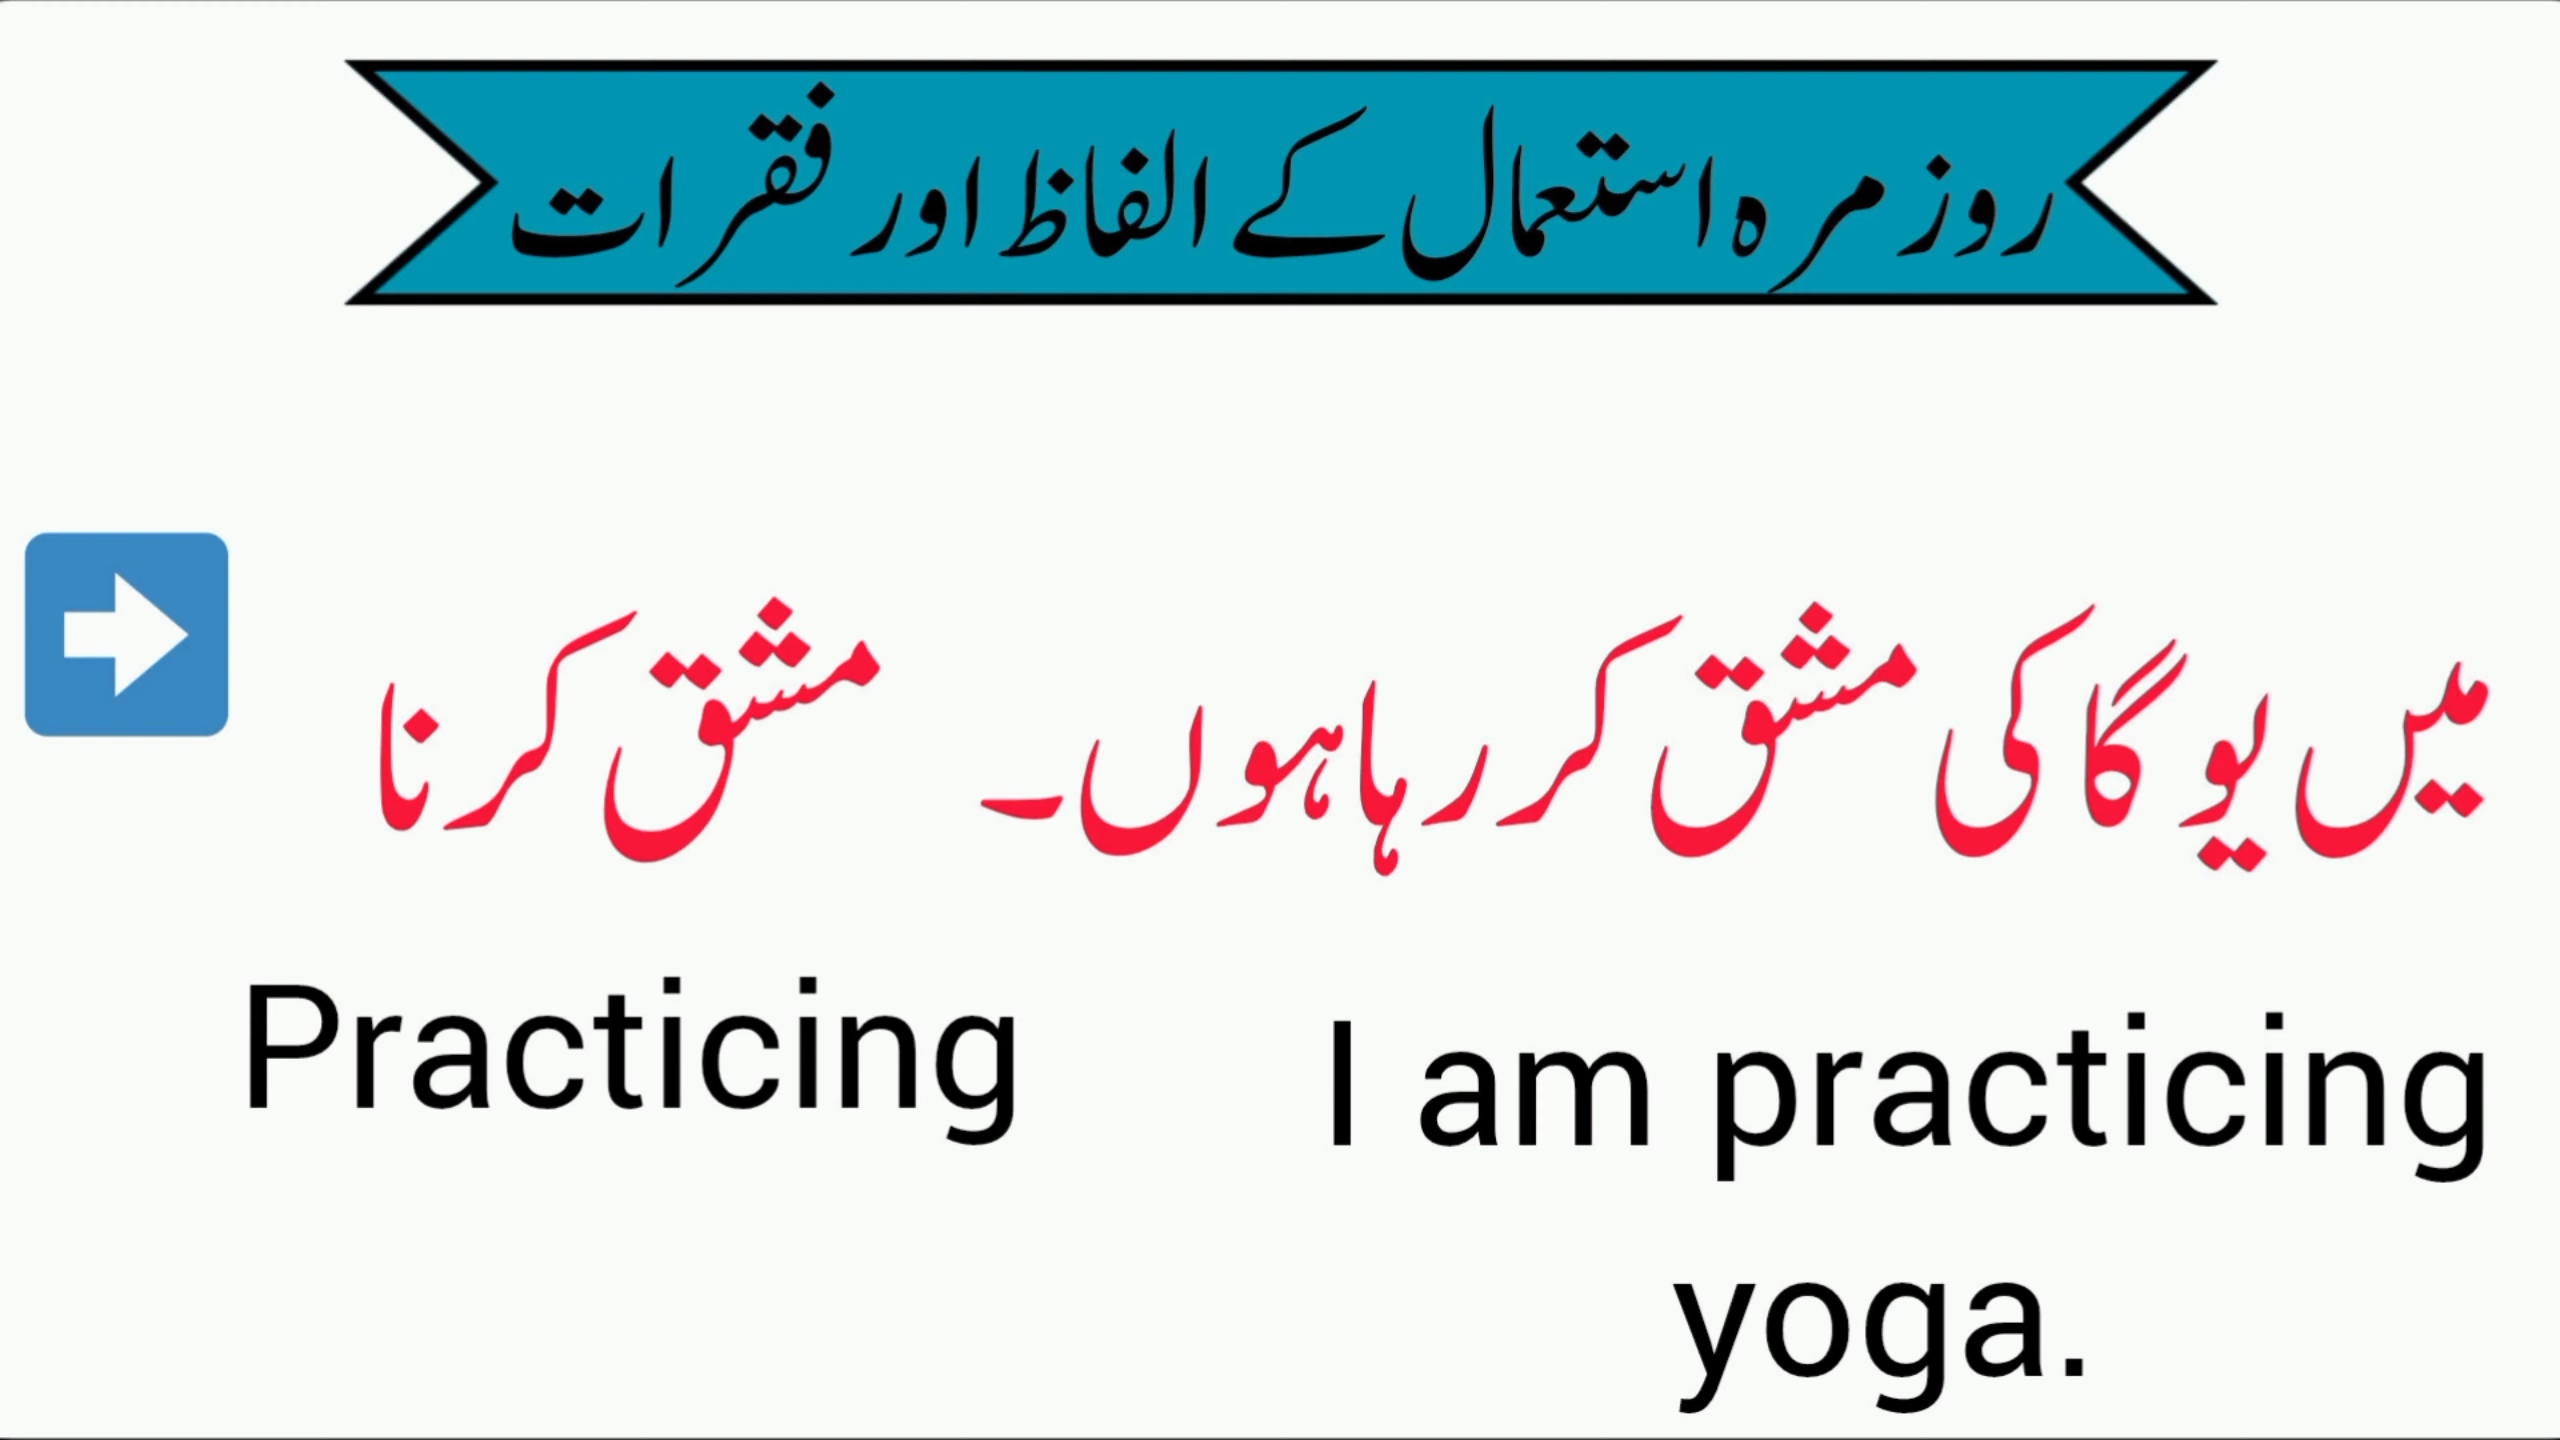 روزمرہ استعمال کے الفاظ اور فقرات
میں یوگا کی مشق کر رہا ہوں۔ مشق کرنا
Practicing
I am practicing
yoga.